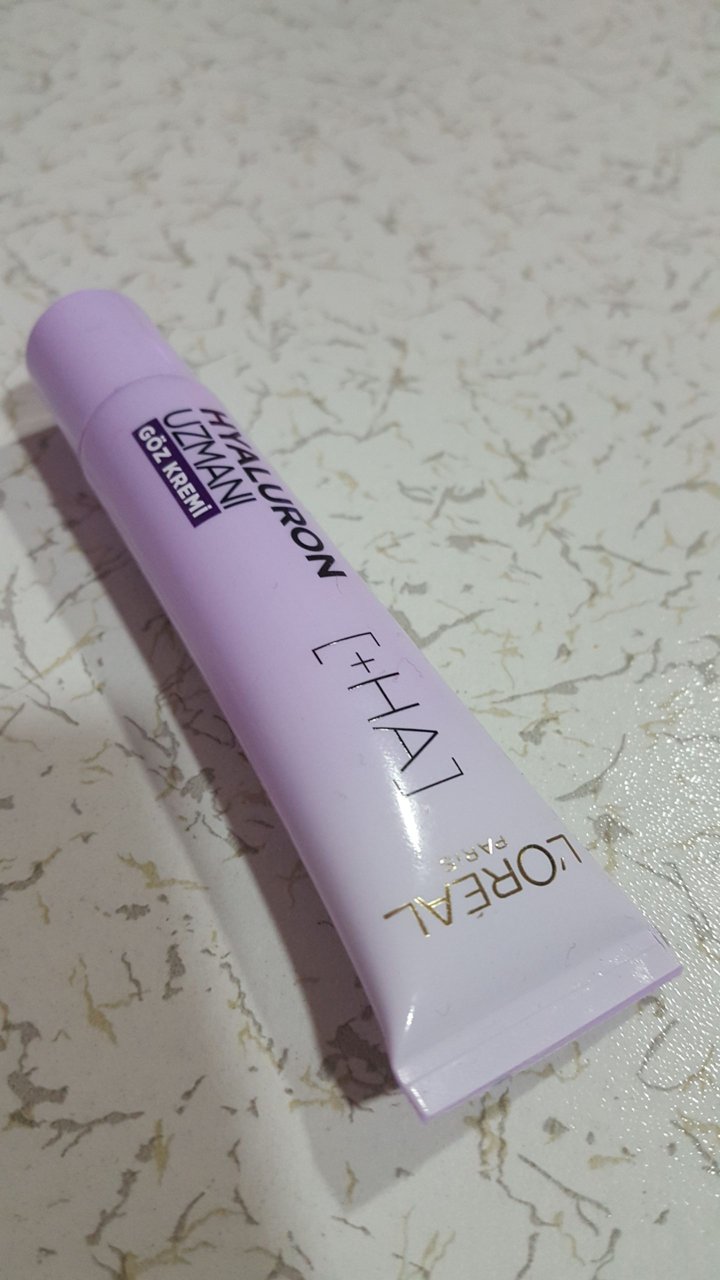 L'ORÉAL
PARIS
[+HA]
HYALURON
UZMANI
GÖZ KREMİ